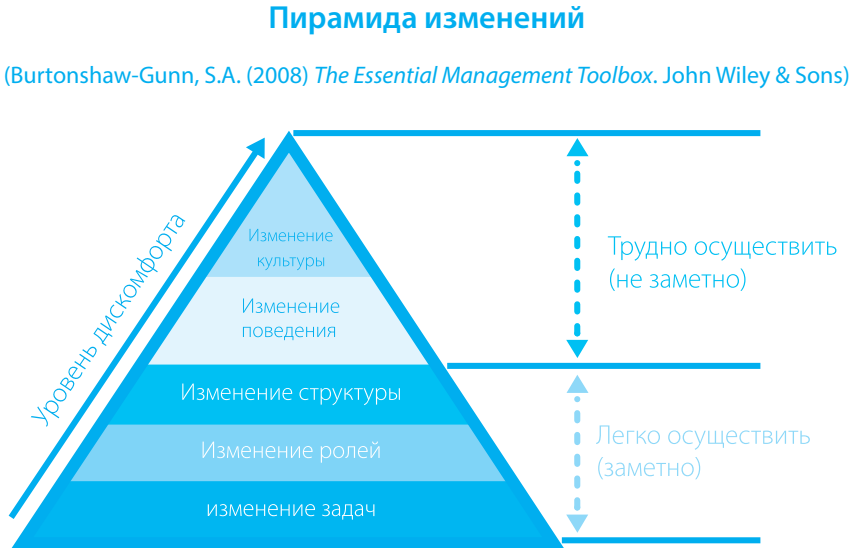 Пирамида изменений
(Burtonshaw-Gunn, S.A. (2008) The Essential Management Toolbox. John Wiley & Sons)
Уровень дискомфорта
Изменение
культуры
Изменение
поведения
Изменение структуры
Изменение ролей
изменение задач
Трудно осуществить
(не заметно)
Легко осуществить
(заметно)